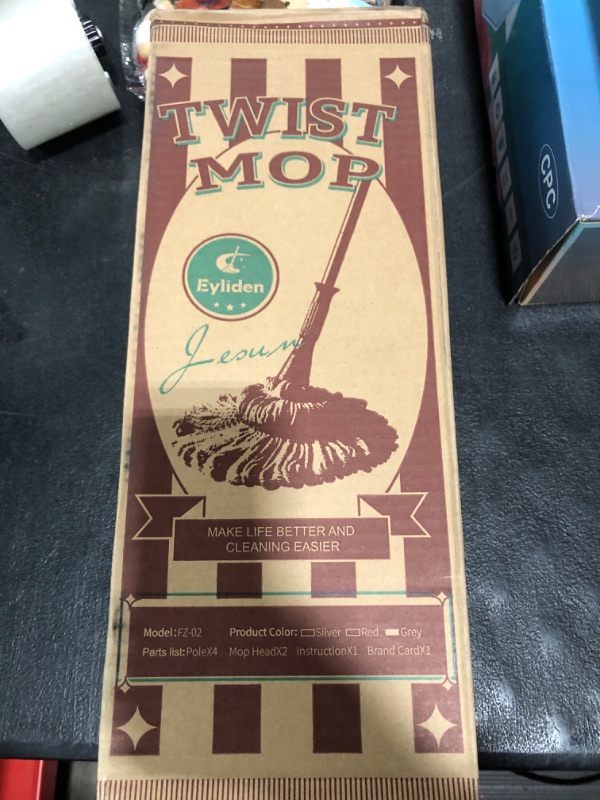 TWIST
MOP
Eyliden
Jesun
MAKE LIFE BETTER AND
CLEANING EASIER
Model:FZ-02 Product Color: Silver Red Grey
Parts list:PoleX4 Mop HeadX2 InstructionX1 Brand CardX1
CPC